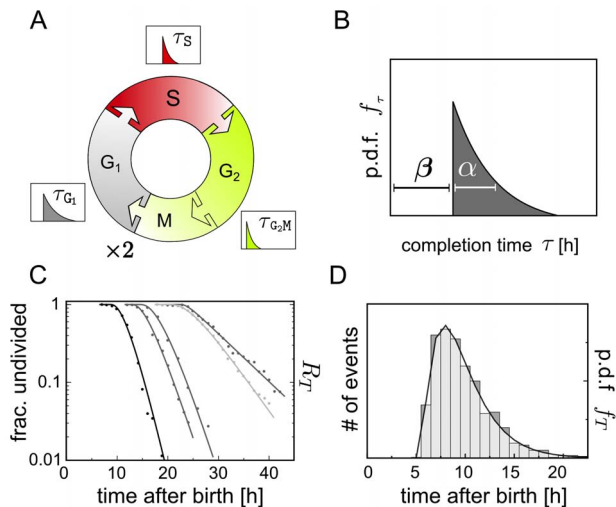 A
τS
S
G1
G2
M
τG1
τG2M
×2
B
p.d.f. fτ
β
α
completion time τ [h]
C
frac. undivided
1
0.1
0.01
0 10 20 30 40
time after birth [h]
RT
D
# of events
p.d.f fT
0 5 10 15 20
time after birth [h]